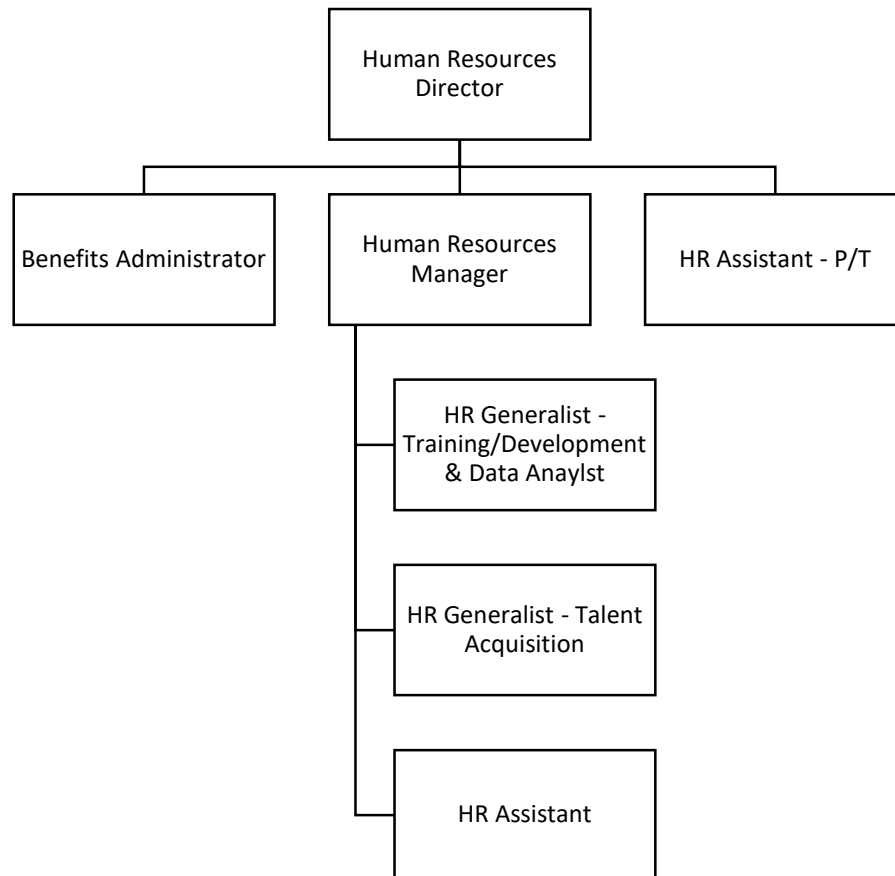 Human Resources
Director
Benefits Administrator
Human Resources
Manager
HR Assistant - P/T
HR Generalist -
Training/Development
& Data Anaylst
HR Generalist - Talent
Acquisition
HR Assistant